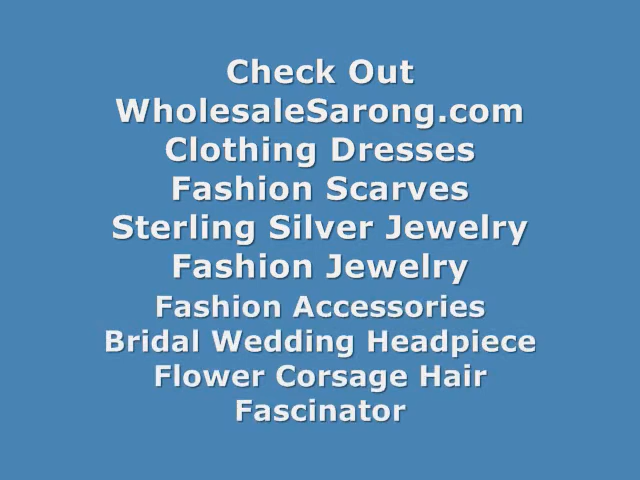 Check Out
WholesaleSarong.com
Clothing Dresses
Fashion Scarves
Sterling Silver Jewelry
Fashion Jewelry
Fashion Accessories
Bridal Wedding Headpiece
Flower Corsage Hair
Fascinator